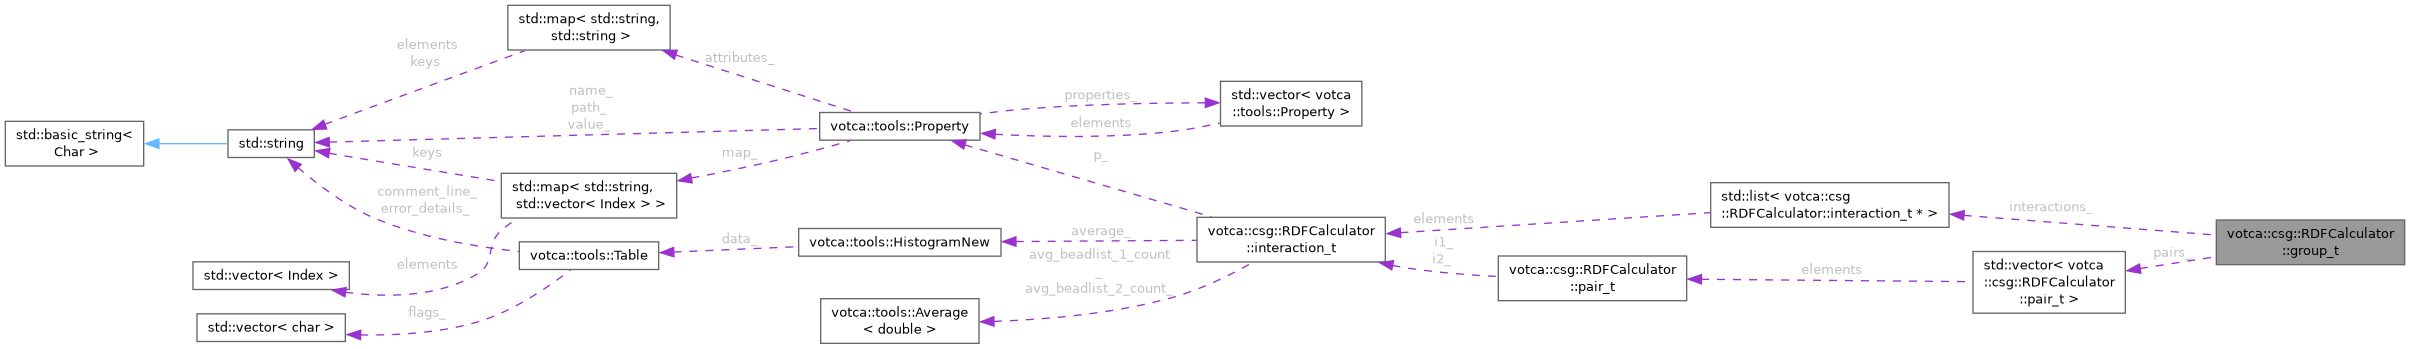 std::map< std::string,
std::string >
elements
keys
attributes_
name_
path_
value_
properties_
std::vector< votca
::tools::Property >
elements
std::basic_string<
Char >
std::string
votca::tools::Property
keys
map_
p_
std::map< std::string,
std::vector< Index > >
comment_line_
error_details_
std::list< votca::csg
::RDFCalculator::interaction_t * >
interactions_
elements
i1_
i2_
votca::csg::RDFCalculator
::interaction_t
average_
votca::tools::HistogramNew
data_
votca::tools::Table
avg_beadlist_1_count
_
avg_beadlist_2_count_
votca::csg::RDFCalculator
::group_t
pairs_
std::vector< votca
::csg::RDFCalculator
::pair_t >
elements
votca::csg::RDFCalculator
::pair_t
elements
std::vector< Index >
flags_
std::vector< char >
votca::tools::Average
< double >